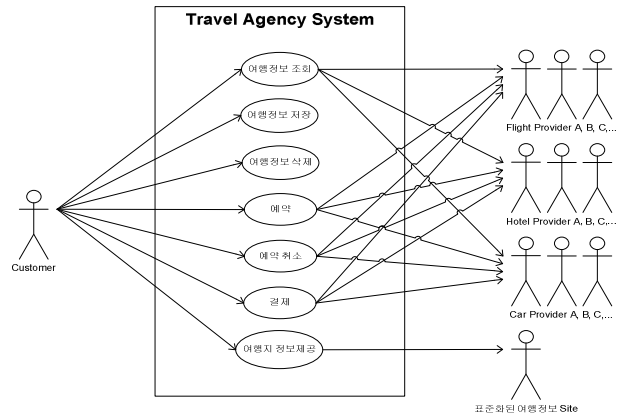 Travel Agency System
여행정보 조회
여행정보 저장
여행정보 삭제
예약
예약 취소
결제
여행지 정보제공
Customer
Flight Provider A, B, C,...
Hotel Provider A, B, C,...
Car Provider A, B, C,...
표준화된 여행정보 Site